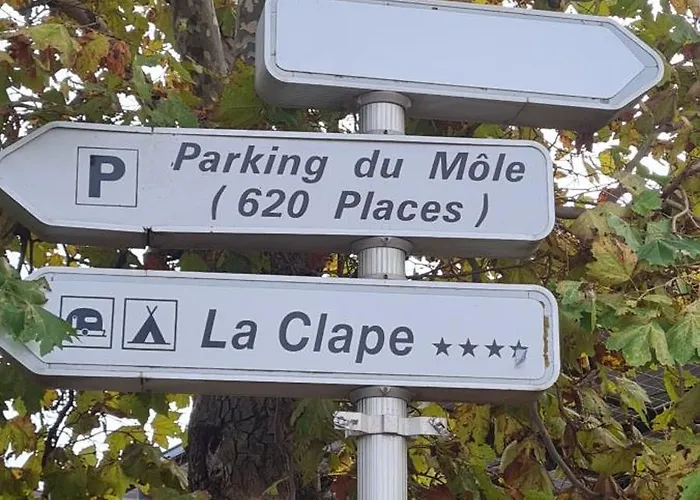 P Parking du Môle
( 620 Places )
La Clape ★★★★